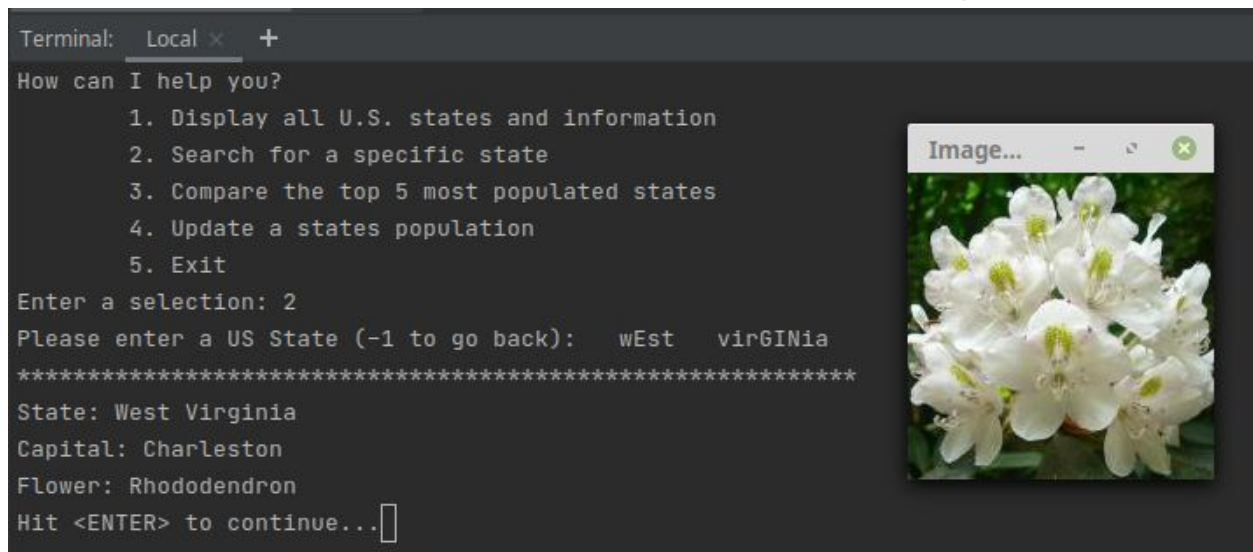 Terminal: Local × +
How can I help you?
1. Display all U.S. states and information
2. Search for a specific state
3. Compare the top 5 most populated states
4. Update a states population
5. Exit
Enter a selection: 2
Please enter a US State (-1 to go back):   wEst   virGINia
************************************************************
State: West Virginia
Capital: Charleston
Flower: Rhododendron
Hit <ENTER> to continue...
Image...